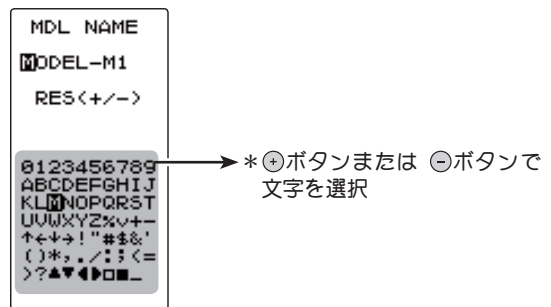 MDL NAME
MODEL-M1
RES(+/-)
0123456789
ABCDEFGHIJ
KLMNOPQRST
UVWXYZ%v+-
↑←↓→!"#$&'
()*,./:;<=
>?▲▼◀▶□■_
*⊕ボタンまたは ⊖ボタンで
文字を選択